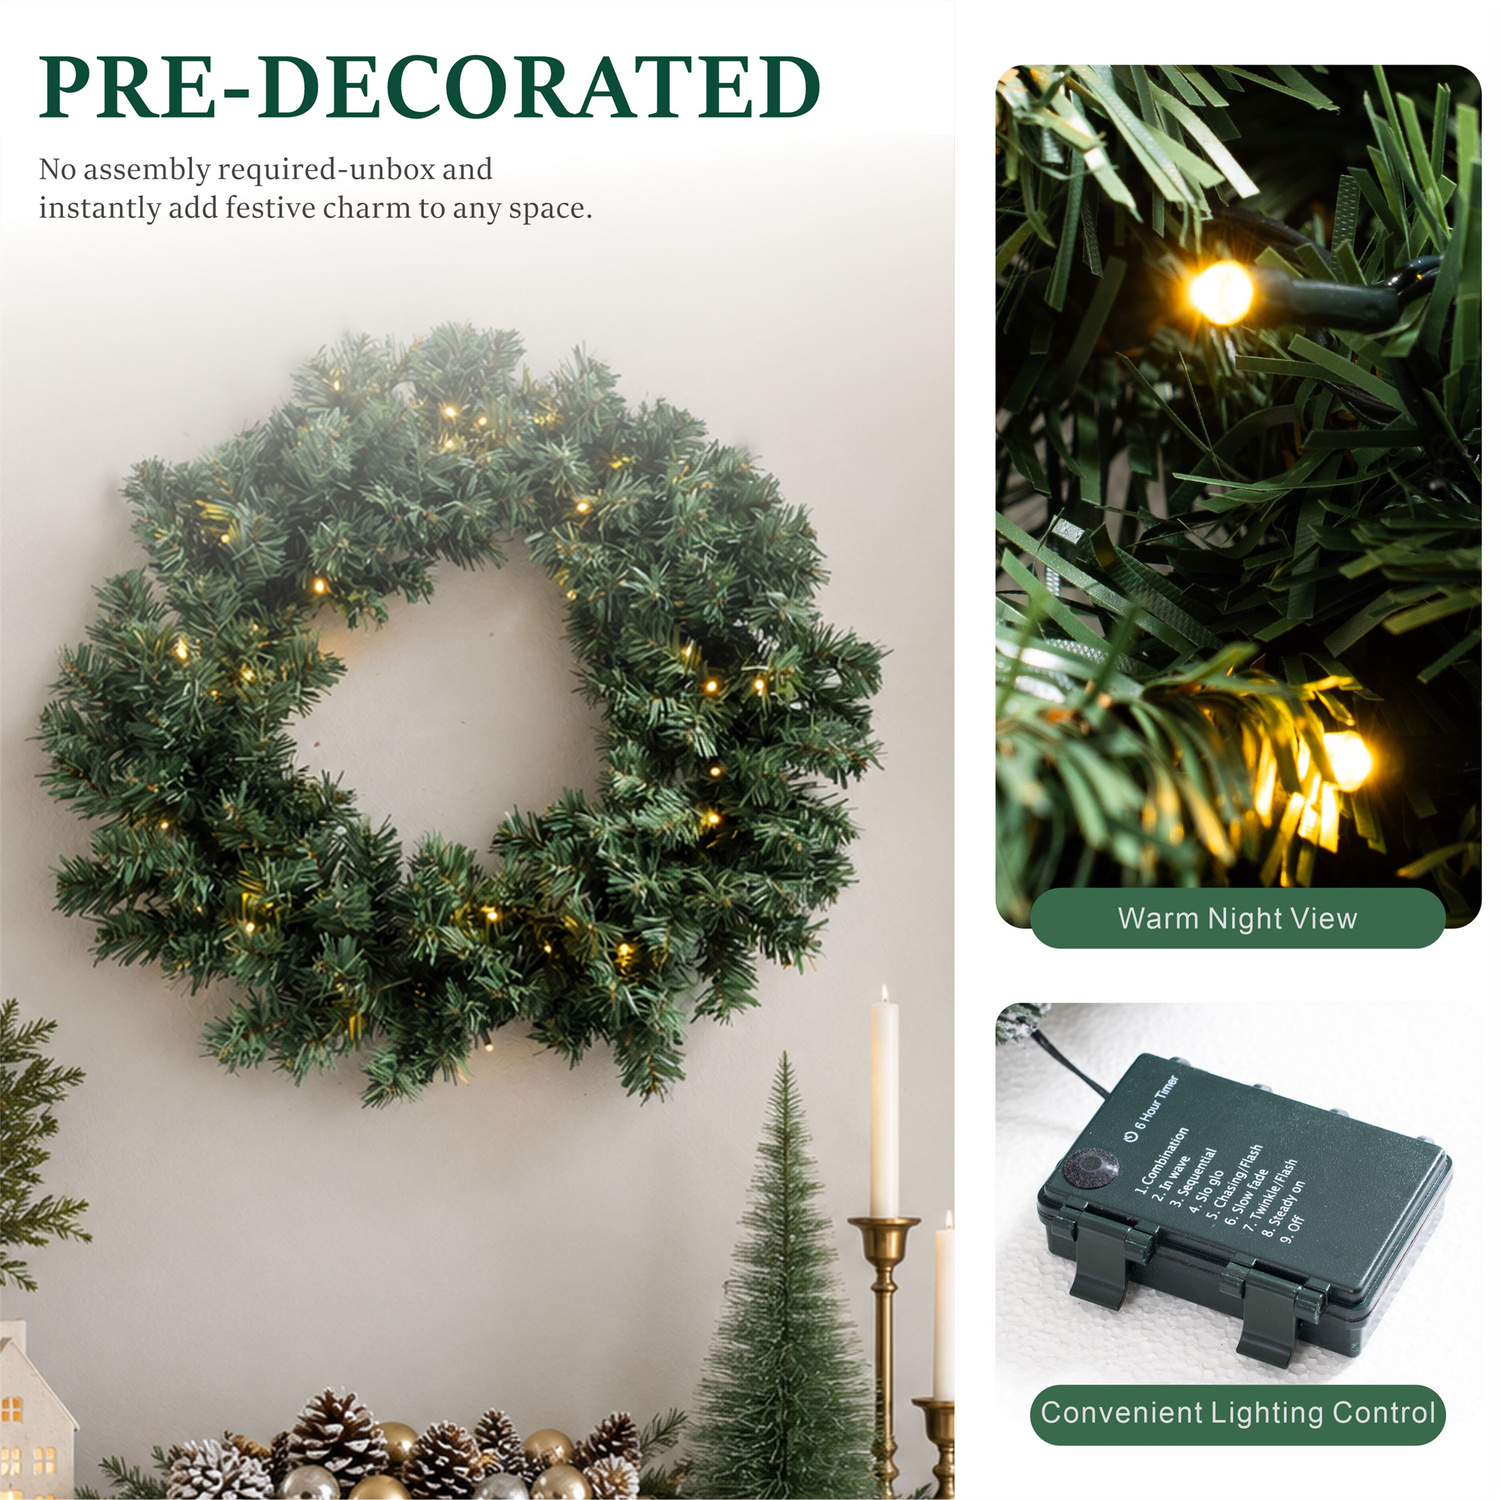 PRE-DECORATED
No assembly required-unbox and
instantly add festive charm to any space.
Warm Night View
6 Hour Timer
1. Combination
2. In wave
3. Sequential
4. Slo glo
5. Chasing/Flash
6. Slow fade
7. Twinkle/Flash
8. Steady on
9. Off
Convenient Lighting Control